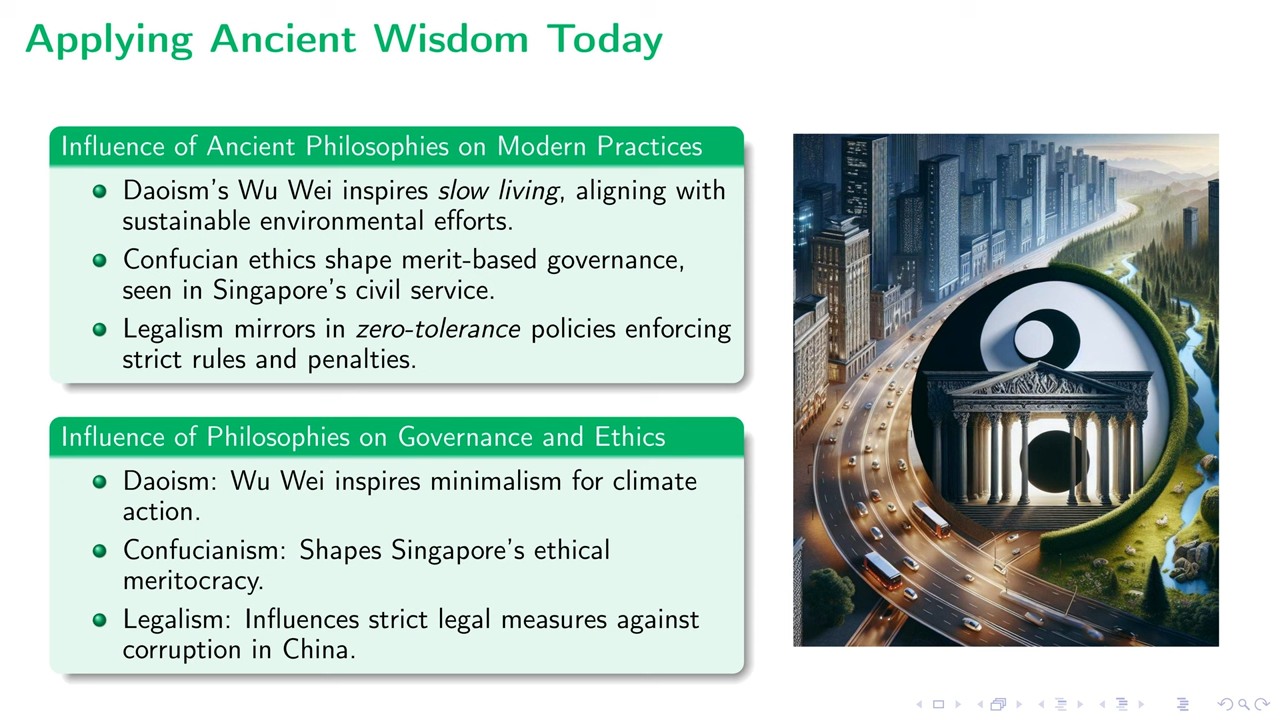 Applying Ancient Wisdom Today
Influence of Ancient Philosophies on Modern Practices
Daoism's Wu Wei inspires slow living, aligning with
sustainable environmental efforts.
Confucian ethics shape merit-based governance,
seen in Singapore's civil service.
Legalism mirrors in zero-tolerance policies enforcing
strict rules and penalties.
Influence of Philosophies on Governance and Ethics
Daoism: Wu Wei inspires minimalism for climate
action.
Confucianism: Shapes Singapore's ethical
meritocracy.
Legalism: Influences strict legal measures against
corruption in China.